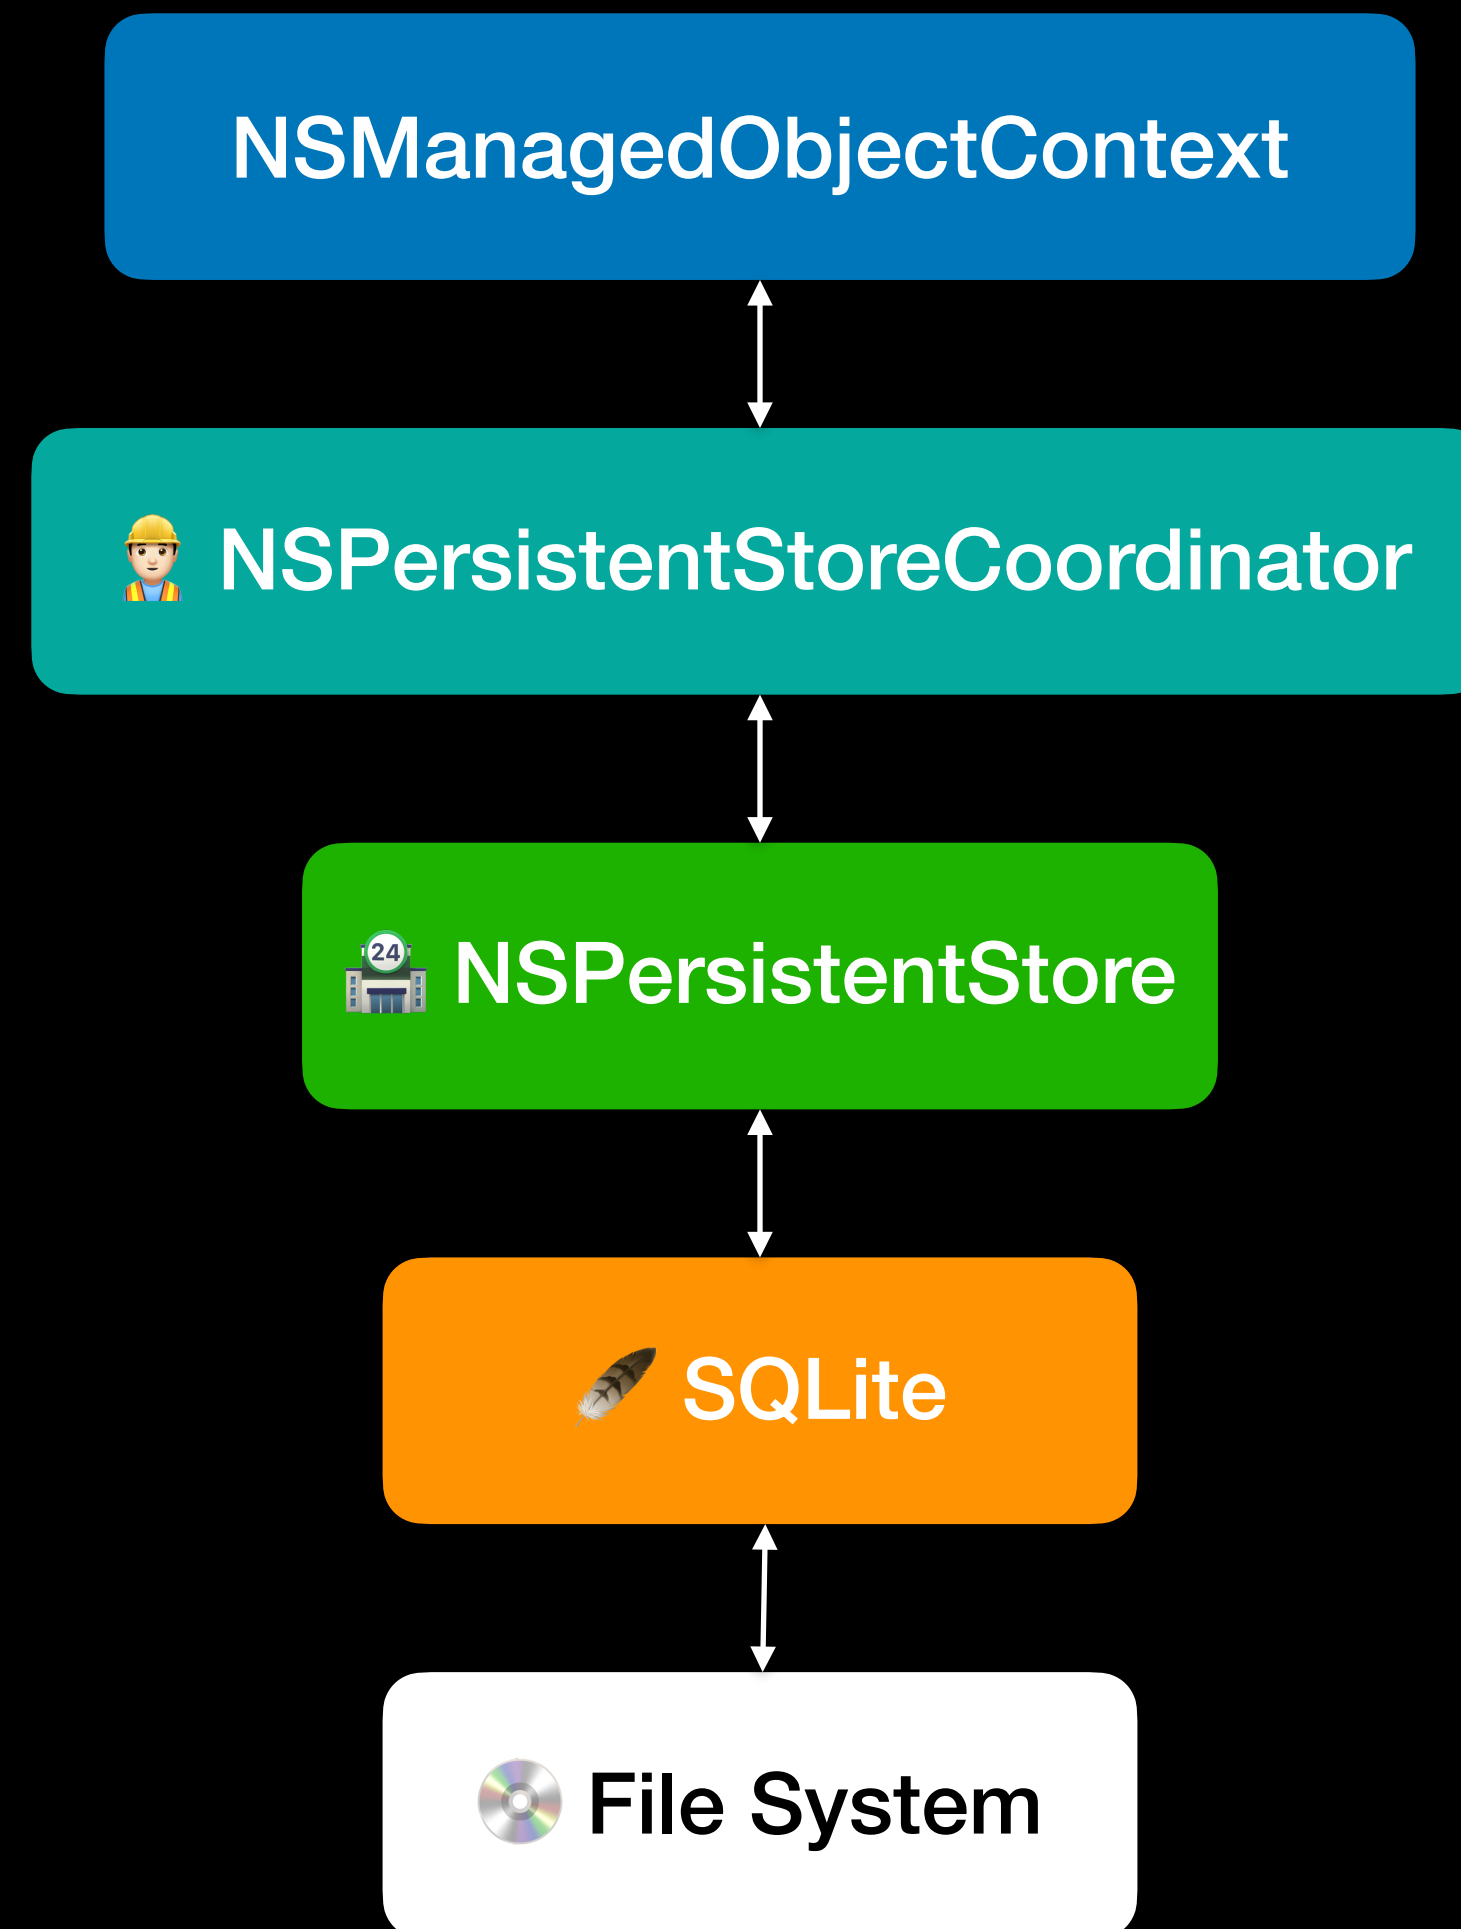 NSManagedObjectContext
NSPersistentStoreCoordinator
24
NSPersistentStore
SQLite
File System